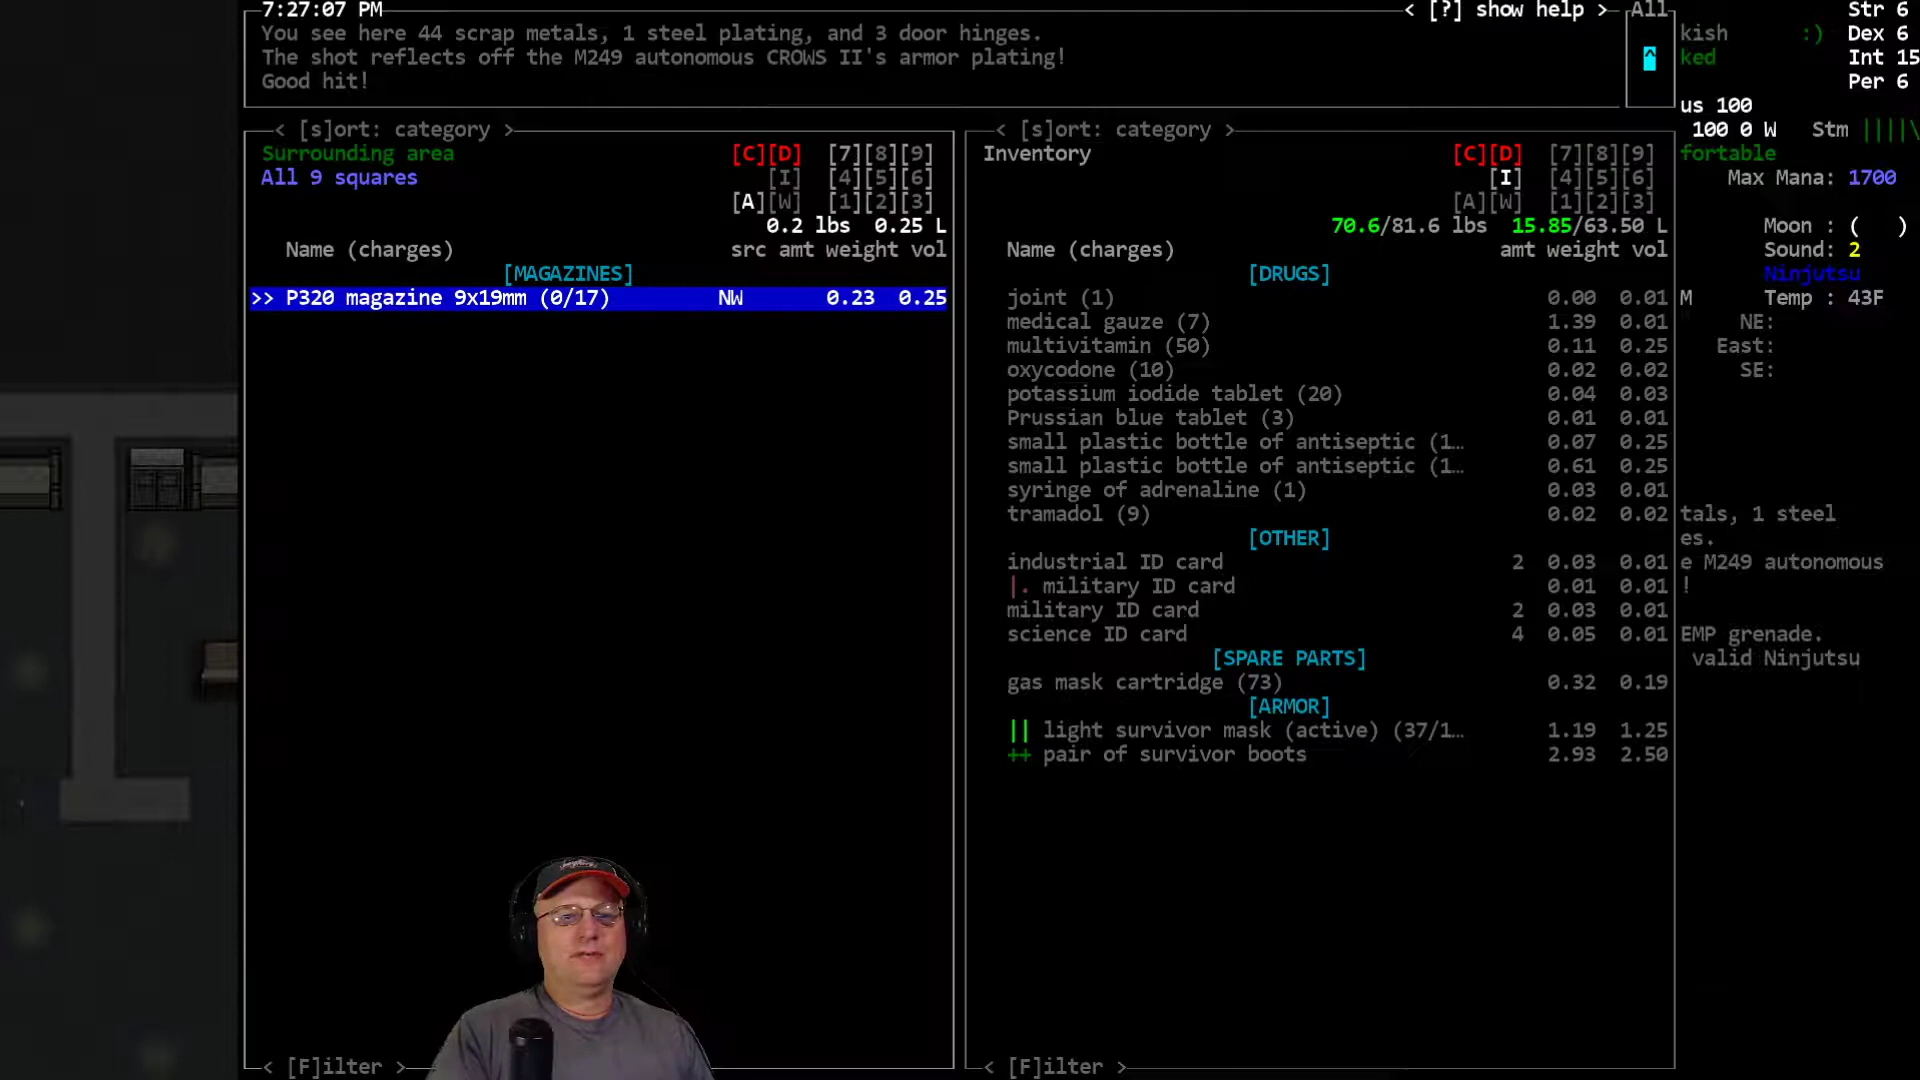 7:27:07 PM
< [?] show help >
All
Str 6
You see here 44 scrap metals, 1 steel plating, and 3 door hinges.
kish :) Dex 6
The shot reflects off the M249 autonomous CROWS II's armor plating!
^
ked Int 15
Good hit!
Per 6
us 100
100 0 W Stm ||||\
< [s]ort: category >
< [s]ort: category >
Surrounding area [C][D] [7][8][9]
Inventory [C][D] [7][8][9]
fortable
All 9 squares [I] [4][5][6]
[I] [4][5][6]
Max Mana: 1700
[A][W] [1][2][3]
[A][W] [1][2][3]
0.2 lbs 0.25 L
70.6/81.6 lbs 15.85/63.50 L
Moon : ( )
Name (charges) src amt weight vol
Name (charges) amt weight vol
Sound: 2
[MAGAZINES]
[DRUGS]
Ninjutsu
>> P320 magazine 9x19mm (0/17) NW 0.23 0.25
joint (1) 0.00 0.01
M Temp : 43F
medical gauze (7) 1.39 0.01
NE:
multivitamin (50) 0.11 0.25
East:
oxycodone (10) 0.02 0.02
SE:
potassium iodide tablet (20) 0.04 0.03
Prussian blue tablet (3) 0.01 0.01
small plastic bottle of antiseptic (1… 0.07 0.25
small plastic bottle of antiseptic (1… 0.61 0.25
syringe of adrenaline (1) 0.03 0.01
tramadol (9) 0.02 0.02
tals, 1 steel
[OTHER]
es.
industrial ID card 2 0.03 0.01
e M249 autonomous
|. military ID card 0.01 0.01
!
military ID card 2 0.03 0.01
science ID card 4 0.05 0.01
EMP grenade.
[SPARE PARTS]
valid Ninjutsu
gas mask cartridge (73) 0.32 0.19
[ARMOR]
|| light survivor mask (active) (37/1… 1.19 1.25
++ pair of survivor boots 2.93 2.50
< [F]ilter >
< [F]ilter >